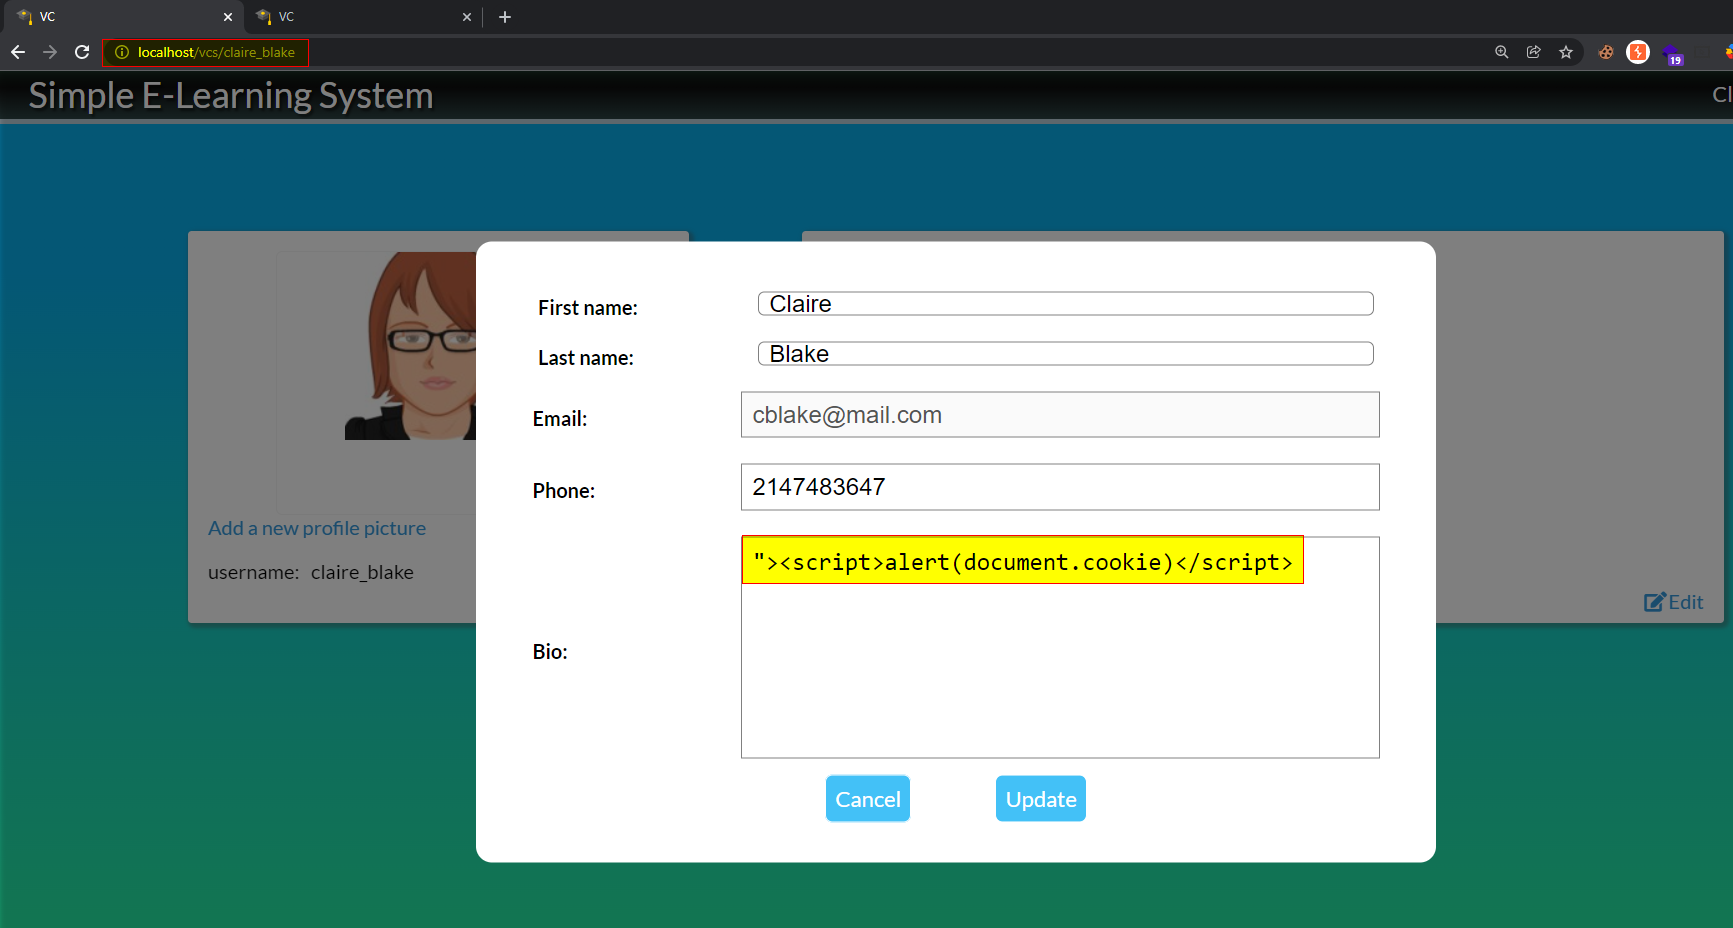 VC
VC
localhost/vcs/claire_blake
19
Simple E-Learning System
Cl
First name: Claire
Last name: Blake
Email: cblake@mail.com
Phone: 2147483647
Add a new profile picture
"><script>alert(document.cookie)</script>
username: claire_blake
Edit
Bio:
Cancel Update